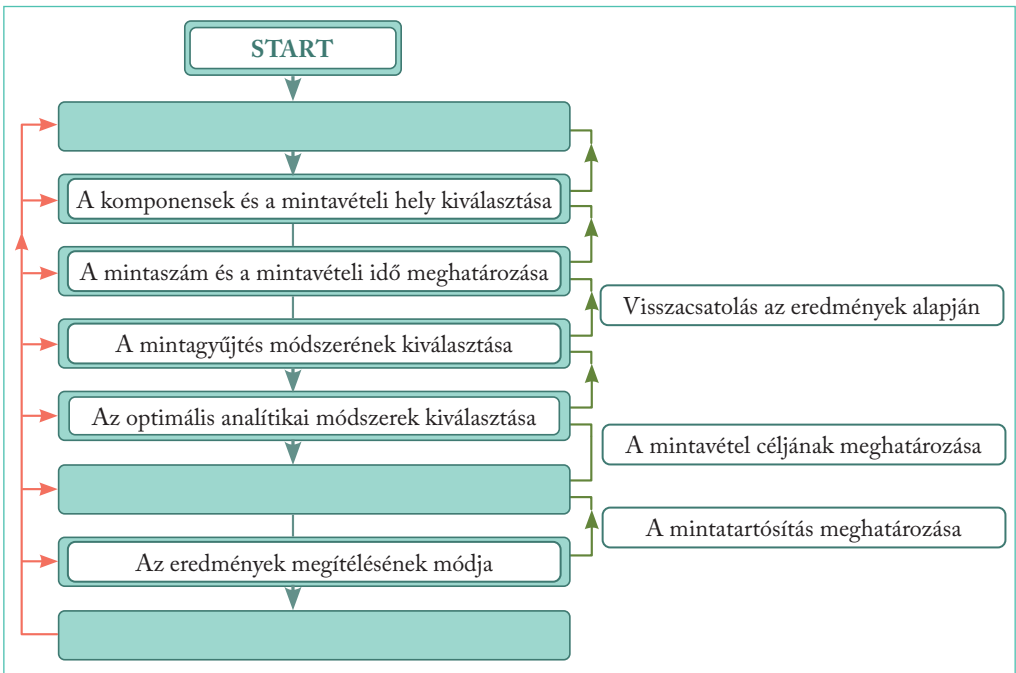 START
A komponensek és a mintavételi hely kiválasztása
A mintaszám és a mintavételi idő meghatározása
A mintagyűjtés módszerének kiválasztása
Az optimális analítikai módszerek kiválasztása
Az eredmények megítélésének módja
Visszacsatolás az eredmények alapján
A mintavétel céljának meghatározása
A mintatartósítás meghatározása